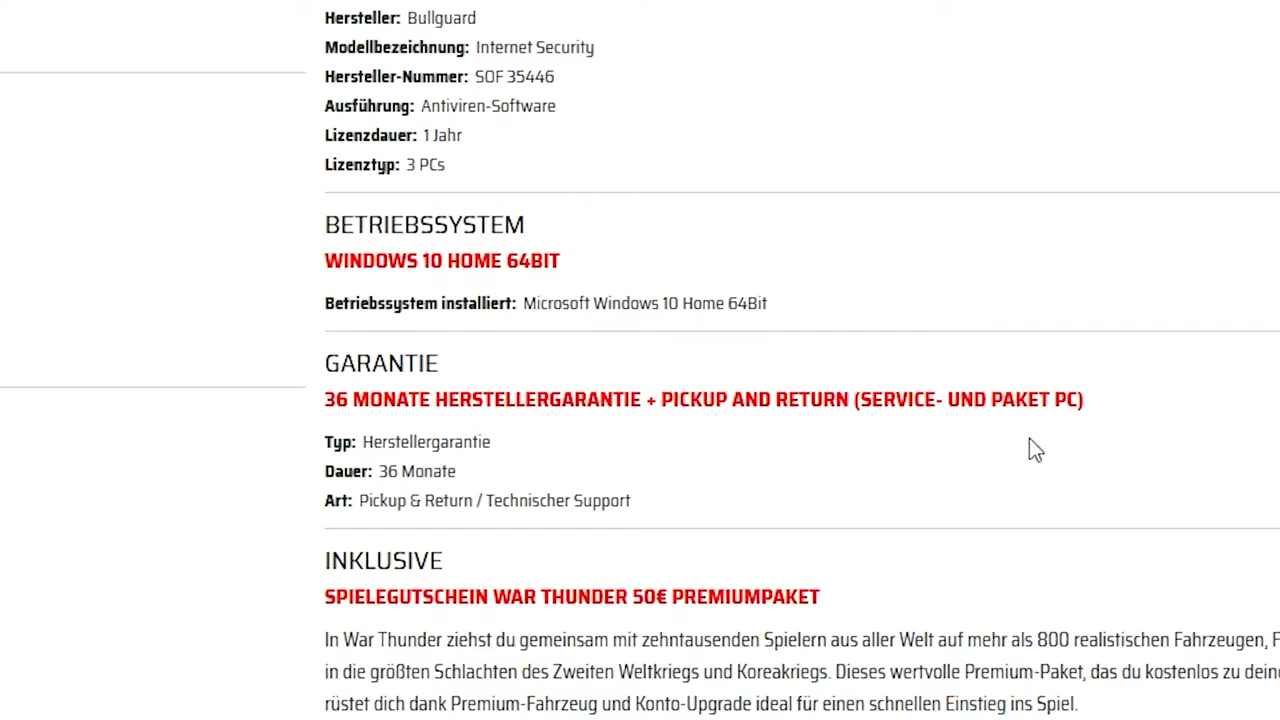 Hersteller: Bullguard
Modellbezeichnung: Internet Security
Hersteller-Nummer: SOF 35446
Ausführung: Antiviren-Software
Lizenzdauer: 1 Jahr
Lizenztyp: 3 PCs
BETRIEBSSYSTEM
WINDOWS 10 HOME 64BIT
Betriebssystem installiert: Microsoft Windows 10 Home 64Bit
GARANTIE
36 MONATE HERSTELLERGARANTIE + PICKUP AND RETURN (SERVICE- UND PAKET PC)
Typ: Herstellergarantie
Dauer: 36 Monate
Art: Pickup & Return / Technischer Support
INKLUSIVE
SPIELEGUTSCHEIN WAR THUNDER 50€ PREMIUMPAKET
In War Thunder ziehst du gemeinsam mit zehntausenden Spielern aus aller Welt auf mehr als 800 realistischen Fahrzeugen,
in die größten Schlachten des Zweiten Weltkriegs und Koreakriegs. Dieses wertvolle Premium-Paket, das du kostenlos zu
rüstet dich dank Premium-Fahrzeug und Konto-Upgrade ideal für einen schnellen Einstieg ins Spiel.